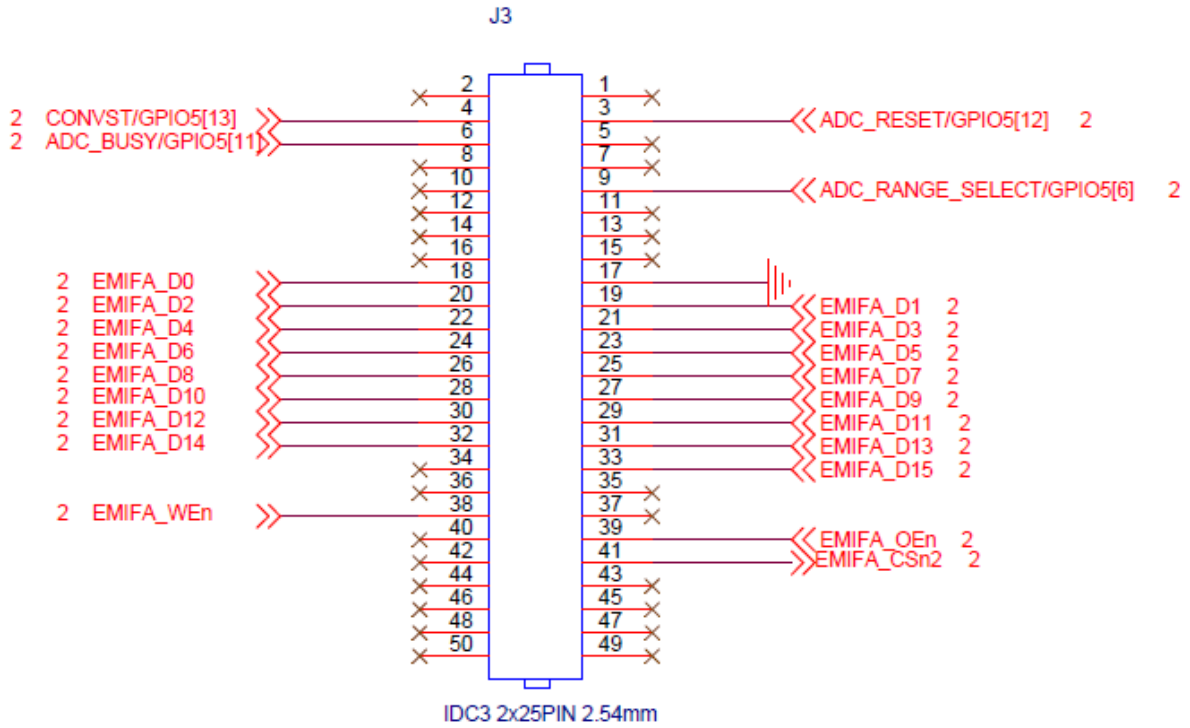 J3
2 1
2 CONVST/GPIO5[13] 4 3 ADC_RESET/GPIO5[12] 2
2 ADC_BUSY/GPIO5[11] 6 5
8 7
10 9 ADC_RANGE_SELECT/GPIO5[6] 2
12 11
14 13
16 15
2 EMIFA_D0 18 17
2 EMIFA_D2 20 19 EMIFA_D1 2
2 EMIFA_D4 22 21 EMIFA_D3 2
2 EMIFA_D6 24 23 EMIFA_D5 2
2 EMIFA_D8 26 25 EMIFA_D7 2
2 EMIFA_D10 28 27 EMIFA_D9 2
2 EMIFA_D12 30 29 EMIFA_D11 2
2 EMIFA_D14 32 31 EMIFA_D13 2
34 33 EMIFA_D15 2
36 35
2 EMIFA_WEn 38 37
40 39 EMIFA_OEn 2
42 41 EMIFA_CSn2 2
44 43
46 45
48 47
50 49
IDC3 2x25PIN 2.54mm